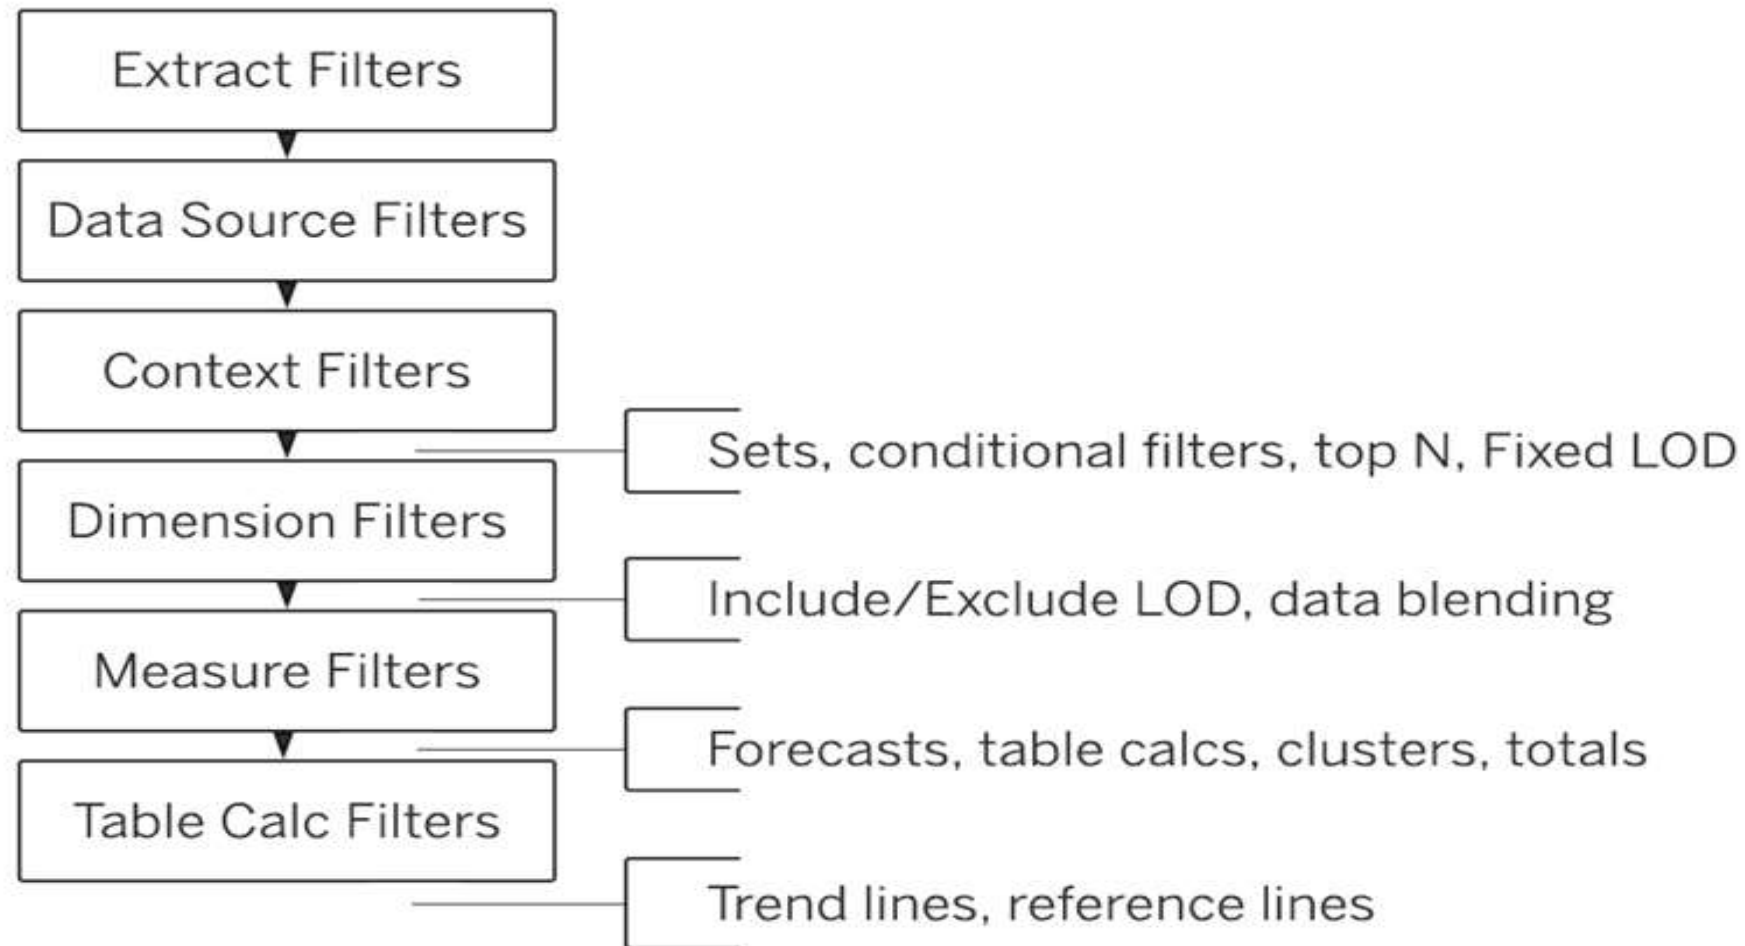 Extract Filters
Data Source Filters
Context Filters
Sets, conditional filters, top N, Fixed LOD
Dimension Filters
Include/Exclude LOD, data blending
Measure Filters
Forecasts, table calcs, clusters, totals
Table Calc Filters
Trend lines, reference lines